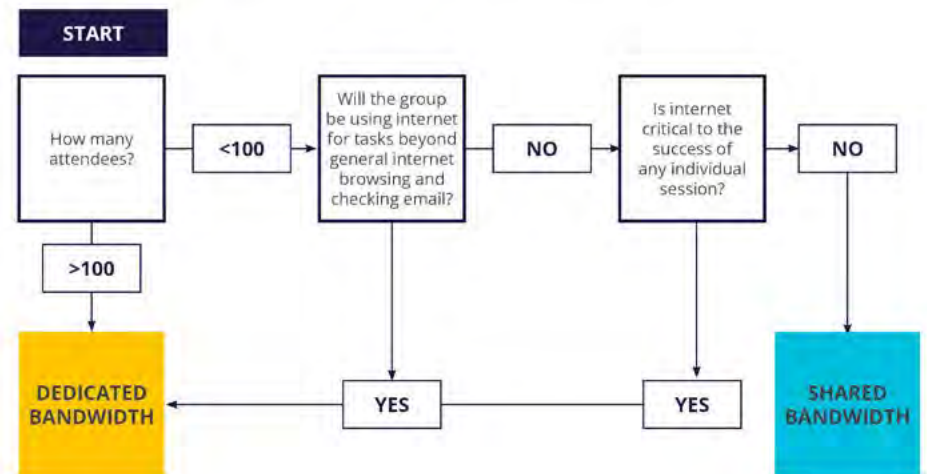 START
How many
attendees?
<100
Will the group
be using internet
for tasks beyond
general internet
browsing and
checking email?
NO
Is internet
critical to the
success of
any individual
session?
NO
>100
DEDICATED
BANDWIDTH
YES
YES
SHARED
BANDWIDTH